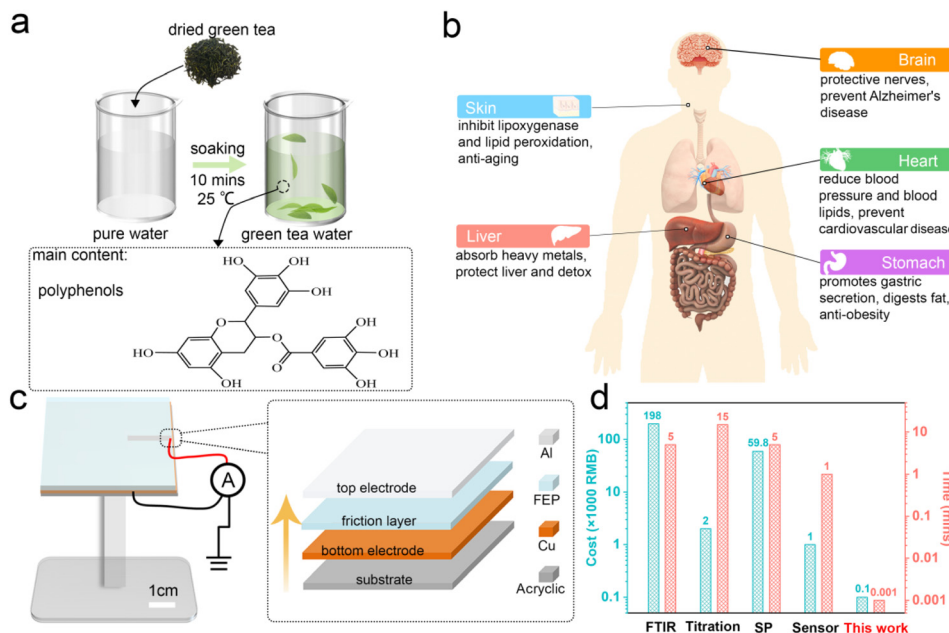 a
dried green tea
soaking
10 mins
25 ℃
pure water
green tea water
main content:
polyphenols
OH
HO
OH
O
OH
HO
O
OH
O
OH
OH
OH
b
Brain
protective nerves,
prevent Alzheimer's
disease
Skin
inhibit lipoxygenase
and lipid peroxidation,
anti-aging
Heart
reduce blood
pressure and blood
lipids, prevent
cardiovascular disease
Liver
absorb heavy metals,
protect liver and detox
Stomach
promotes gastric
secretion, digests fat,
anti-obesity
c
A
1cm
top electrode
friction layer
bottom electrode
substrate
Al
FEP
Cu
Acrylic
d
Cost (×1000 RMB)
100
10
1
0.1
198
5
2
15
59.8
5
1
1
0.1
0.001
10
1
0.1
0.01
0.001
Time (mins)
FTIR
Titration
SP
Sensor
This work